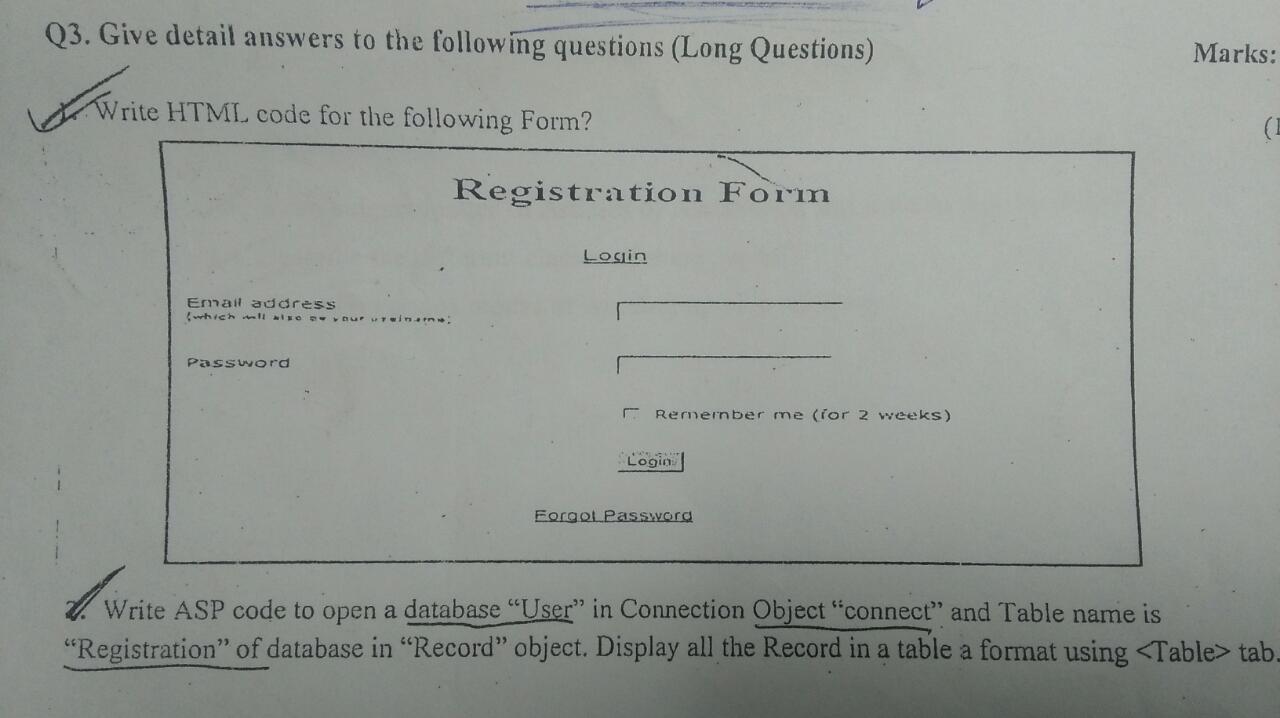 Q3. Give detail answers to the following questions (Long Questions)
Marks:
1. Write HTML code for the following Form?
Registration Form
Login
Email address
(which will also be your username)
Password
Remember me (for 2 weeks)
Login
Forgot Password
2. Write ASP code to open a database “User” in Connection Object “connect” and Table name is
“Registration” of database in “Record” object. Display all the Record in a table a format using <Table> tab.